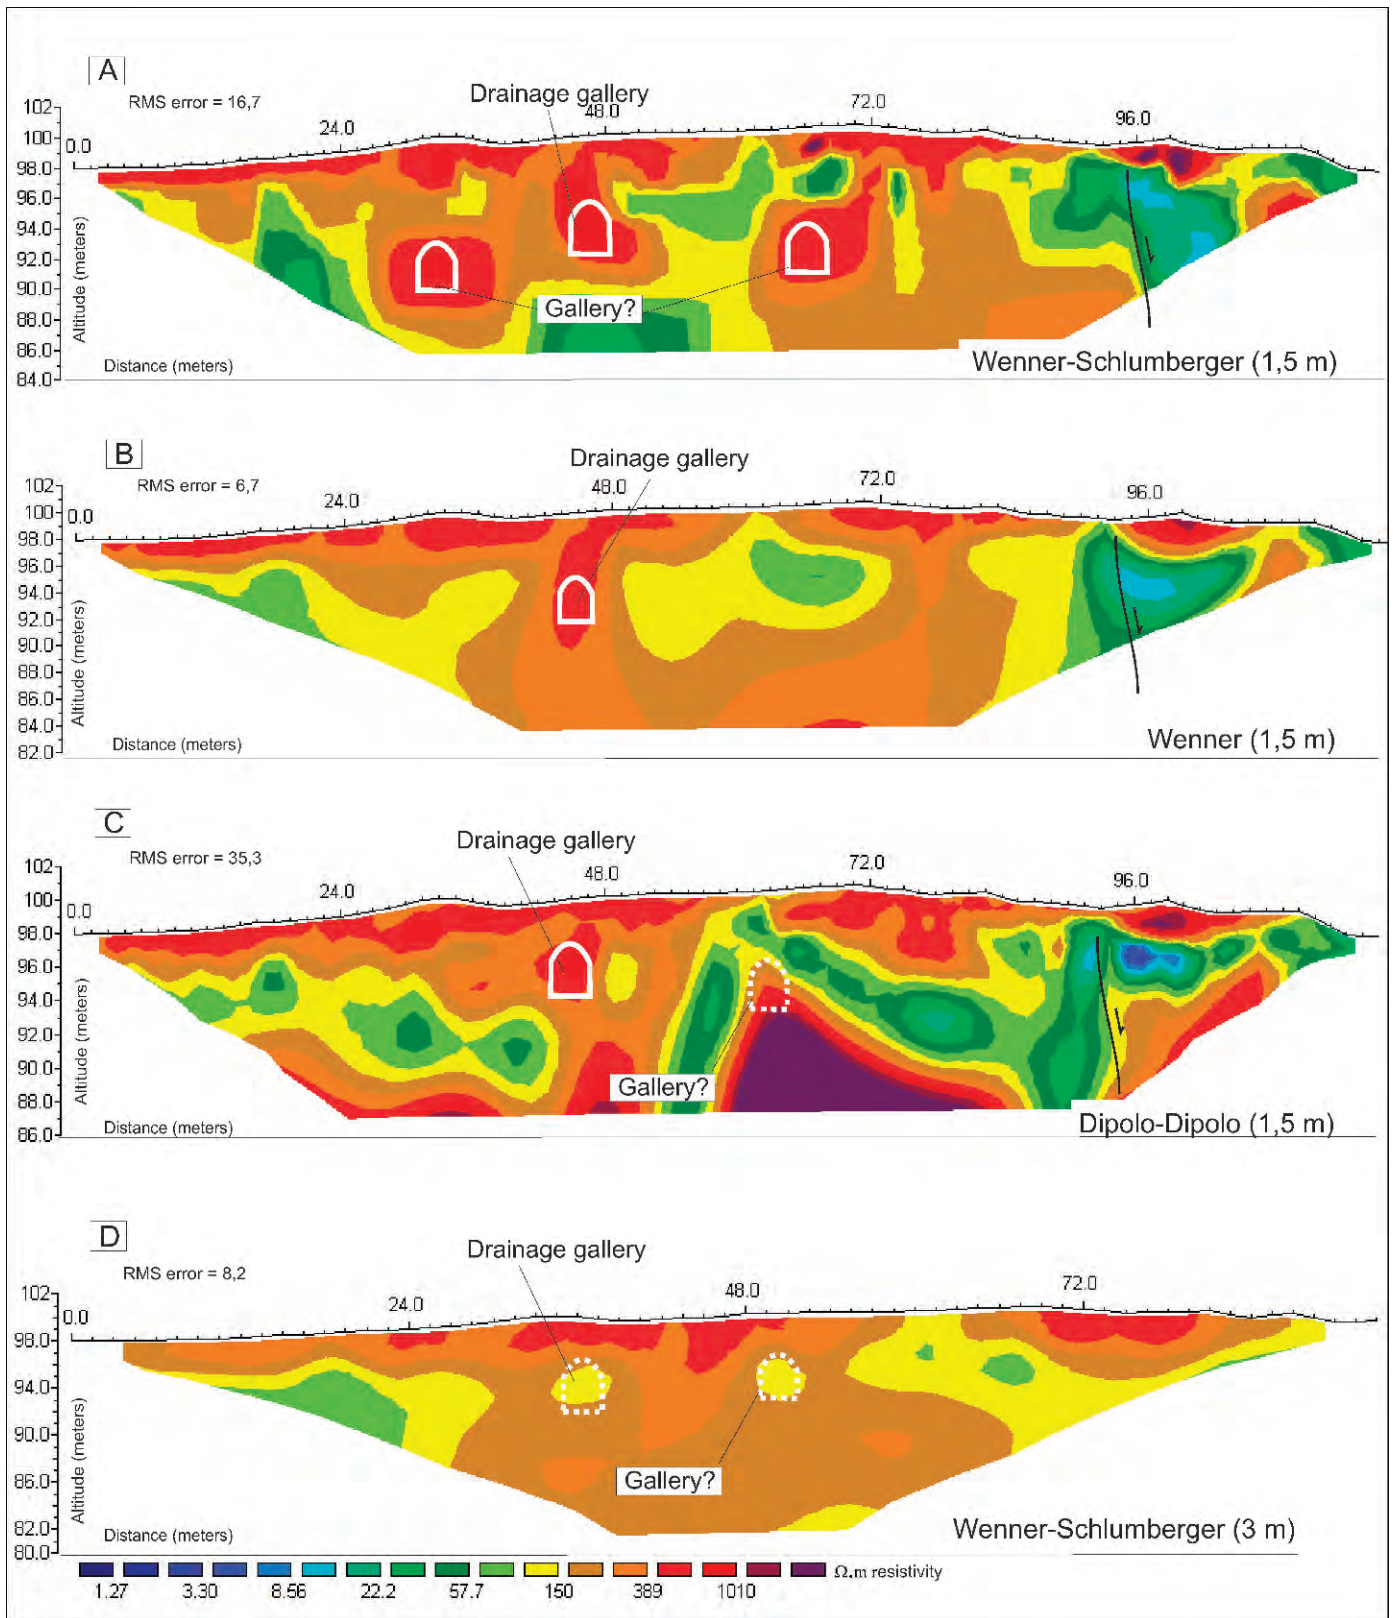 A
RMS error = 16,7
Drainage gallery
0.0 24.0 48.0 72.0 96.0
102
100
98.0
96.0
94.0
92.0
90.0
88.0
86.0
84.0
Altitude (meters)
Gallery?
Distance (meters)
Wenner-Schlumberger (1,5 m)
B
RMS error = 6,7
Drainage gallery
0.0 24.0 48.0 72.0 96.0
102
100
98.0
96.0
94.0
92.0
90.0
88.0
86.0
84.0
82.0
Altitude (meters)
Distance (meters)
Wenner (1,5 m)
C
RMS error = 35,3
Drainage gallery
0.0 24.0 48.0 72.0 96.0
102
100
98.0
96.0
94.0
92.0
90.0
88.0
86.0
Altitude (meters)
Gallery?
Distance (meters)
Dipolo-Dipolo (1,5 m)
D
RMS error = 8,2
Drainage gallery
0.0 24.0 48.0 72.0
102
98.0
94.0
90.0
86.0
82.0
80.0
Altitude (meters)
Gallery?
Distance (meters)
Wenner-Schlumberger (3 m)
Ω.m resistivity
1.27 3.30 8.56 22.2 57.7 150 389 1010